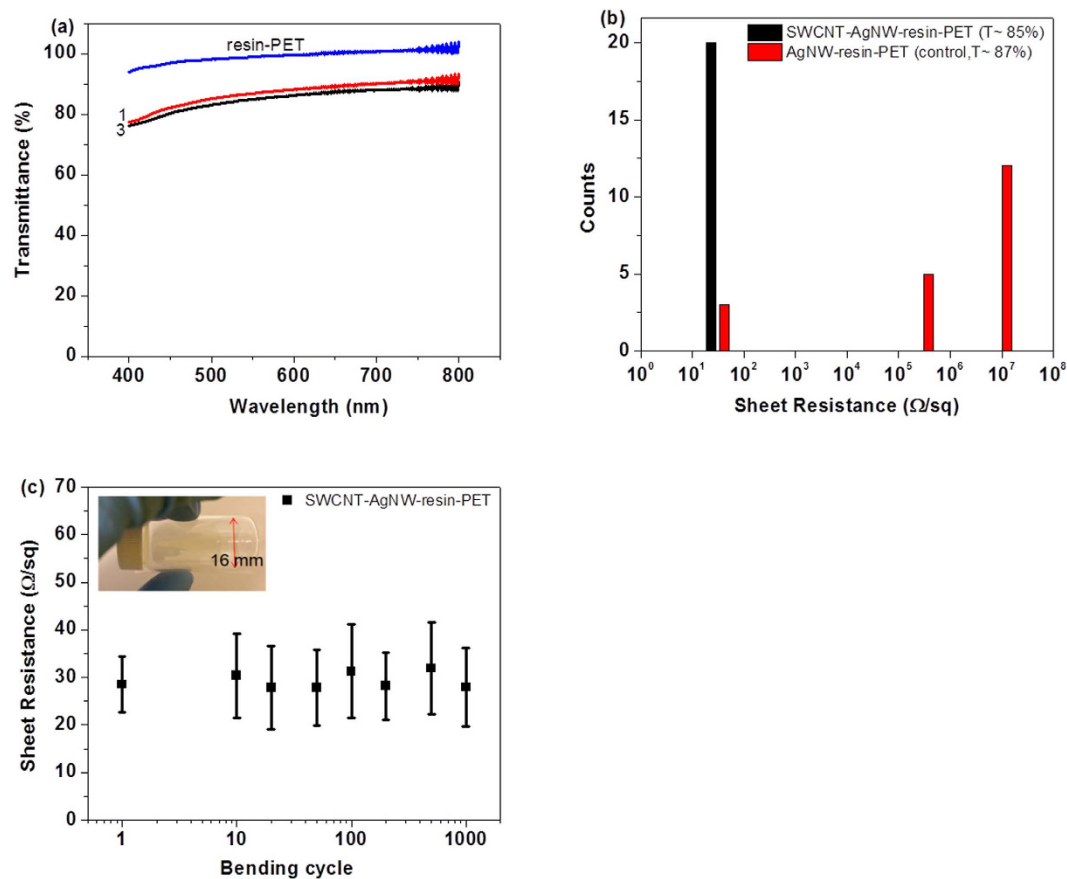 (a)
resin-PET
1
3
100
80
60
40
20
0
400
500
600
700
800
Transmittance (%)
Wavelength (nm)
(b)
SWCNT-AgNW-resin-PET (T~ 85%)
AgNW-resin-PET (control,T~ 87%)
20
15
10
5
0
10⁰
10¹
10²
10³
10⁴
10⁵
10⁶
10⁷
10⁸
Counts
Sheet Resistance (Ω/sq)
(c)
SWCNT-AgNW-resin-PET
16 mm
70
60
50
40
30
20
10
0
1
10
100
1000
Sheet Resistance (Ω/sq)
Bending cycle